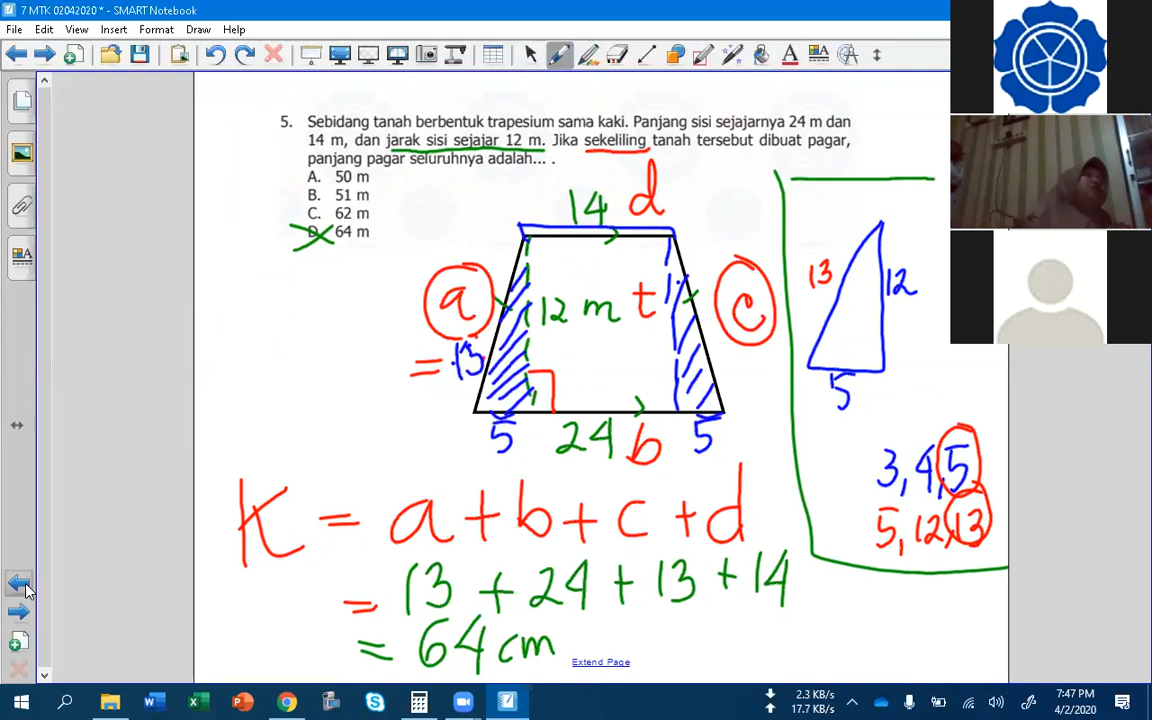 7 MTK 02042020 * - SMART Notebook
File Edit View Insert Format Draw Help
5. Sebidang tanah berbentuk trapesium sama kaki. Panjang sisi sejajarnya 24 m dan
14 m, dan jarak sisi sejajar 12 m. Jika sekeliling tanah tersebut dibuat pagar,
panjang pagar seluruhnya adalah... .
A. 50 m
B. 51 m
C. 62 m
D. 64 m
14 d
a
= 13
12 m t
c
5 24 b 5
13 12
5
3, 4, 5
5, 12, 13
K = a + b + c + d
= 13 + 24 + 13 + 14
= 64 cm
Extend Page
2.3 KB/s
17.7 KB/s
7:47 PM
4/2/2020